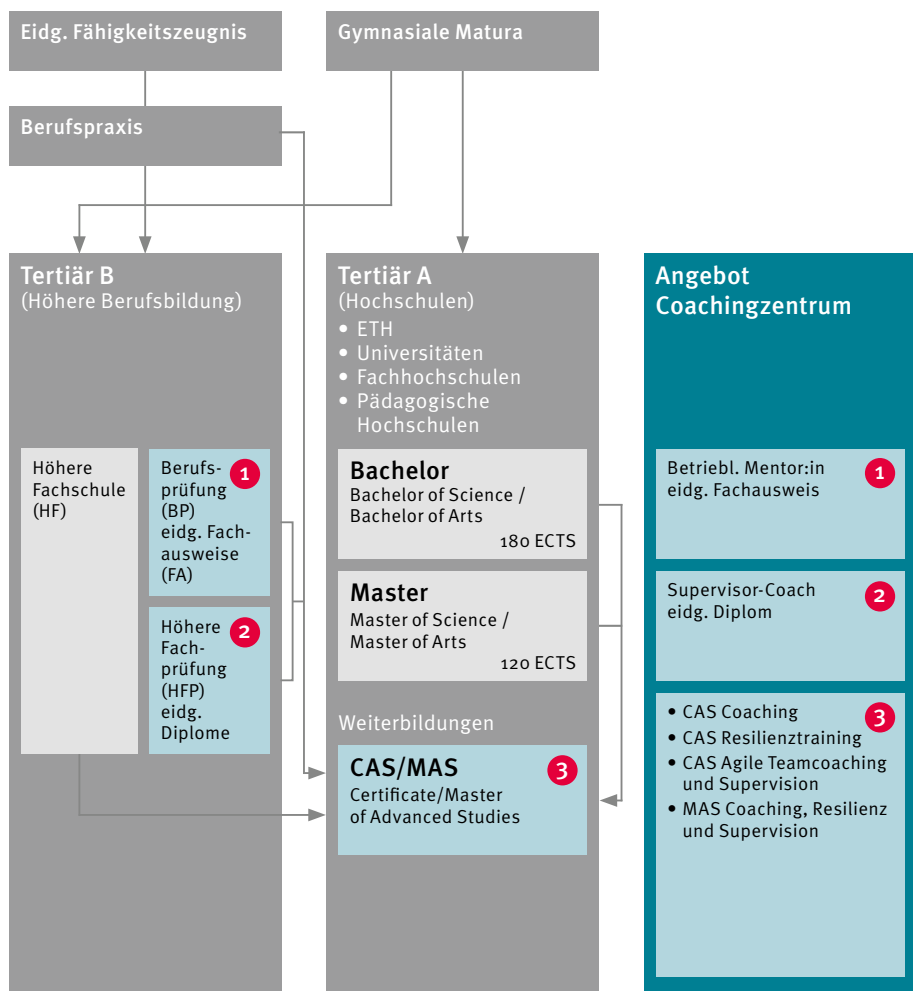 Eidg. Fähigkeitszeugnis
Gymnasiale Matura
Berufspraxis
Tertiär B
(Höhere Berufsbildung)
Höhere
Fachschule
(HF)
Berufs-
prüfung
(BP)
eidg. Fach-
ausweise
(FA)
1
Höhere
Fach-
prüfung
(HFP)
eidg.
Diplome
2
Tertiär A
(Hochschulen)
• ETH
• Universitäten
• Fachhochschulen
• Pädagogische
Hochschulen
Bachelor
Bachelor of Science /
Bachelor of Arts
180 ECTS
Master
Master of Science /
Master of Arts
120 ECTS
Weiterbildungen
CAS/MAS
Certificate/Master
of Advanced Studies
3
Angebot
Coachingzentrum
Betriebl. Mentor:in
eidg. Fachausweis
1
Supervisor-Coach
eidg. Diplom
2
• CAS Coaching
• CAS Resilienztraining
• CAS Agile Teamcoaching
und Supervision
• MAS Coaching, Resilienz
und Supervision
3